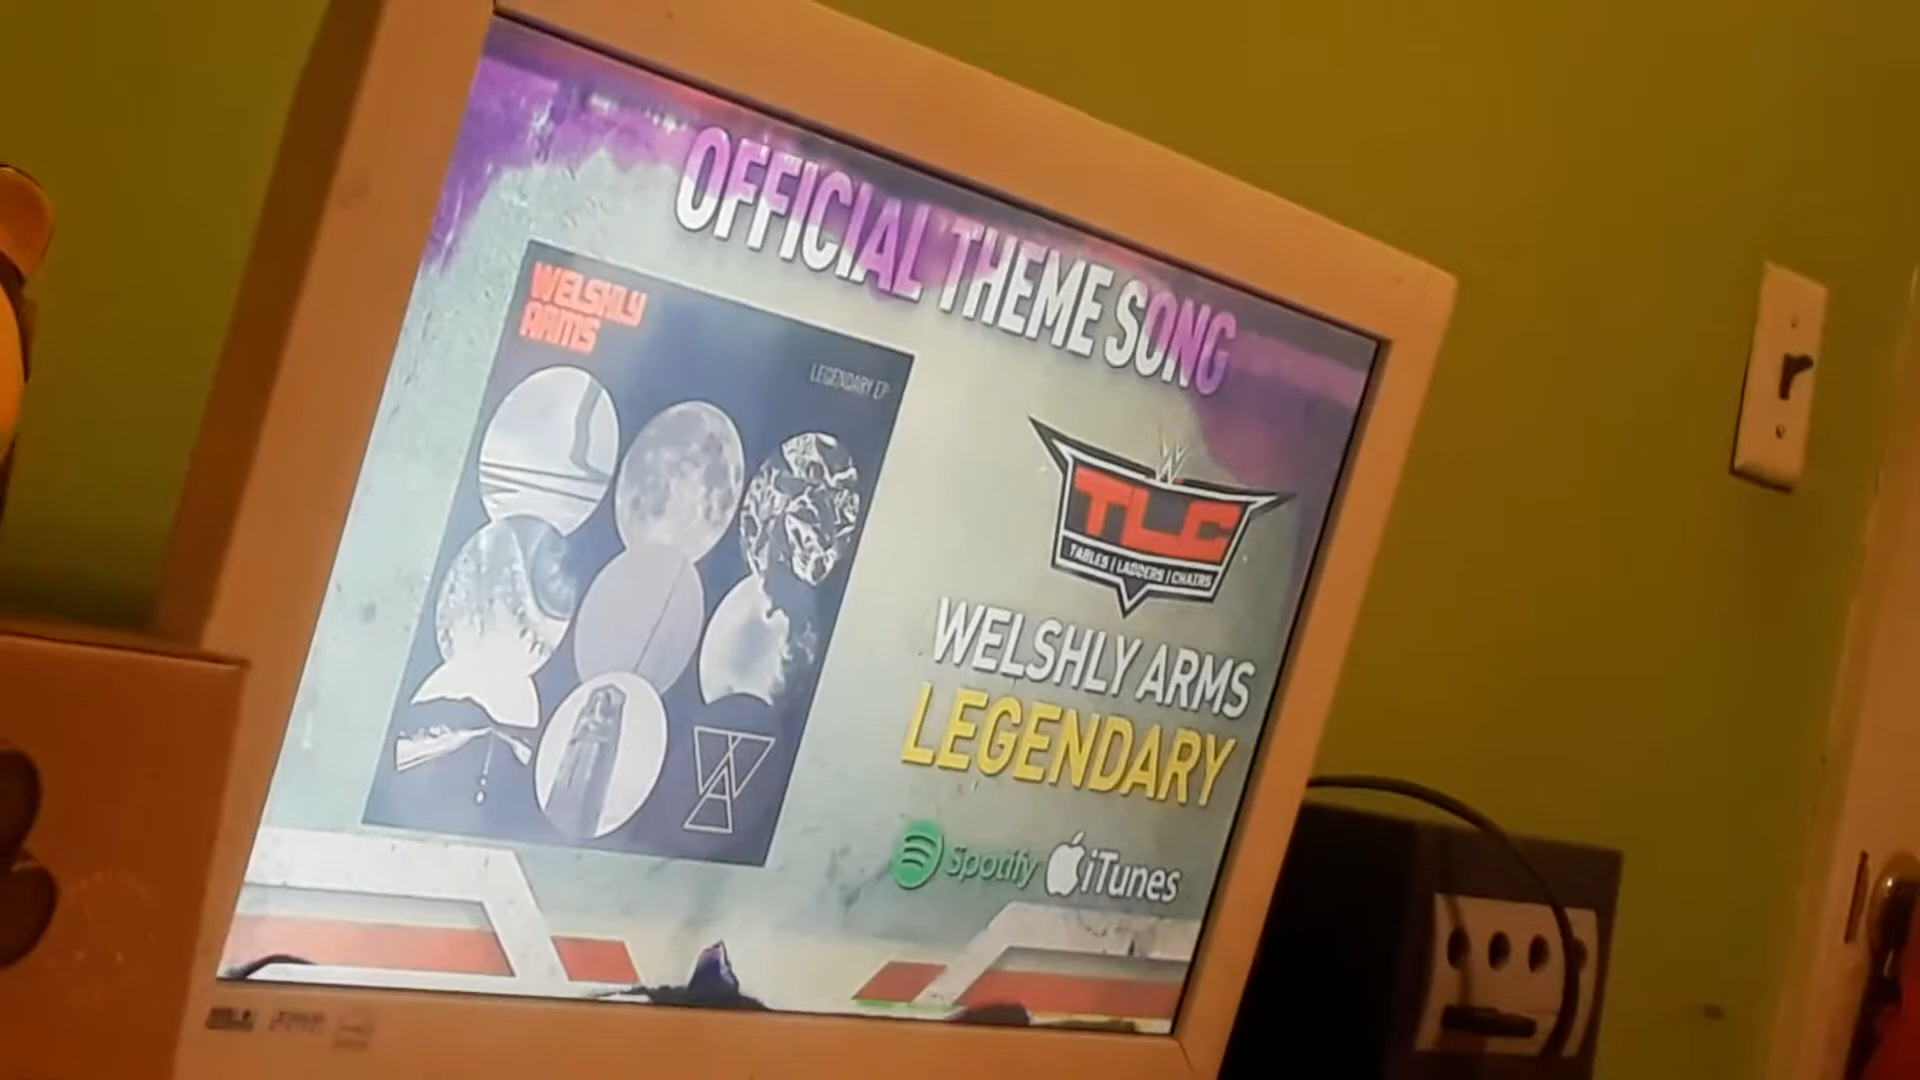 OFFICIAL THEME SONG
WELSHLY
ARMS
LEGENDARY EP
W
TLC
TABLES | LADDERS | CHAIRS
WELSHLY ARMS
LEGENDARY
Spotify iTunes